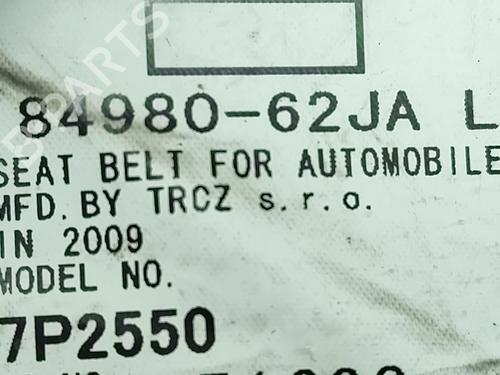 84980-62JA L
SEAT BELT FOR AUTOMOBILE
MFD. BY TRCZ s.r.o.
IN 2009
MODEL NO.
7P2550